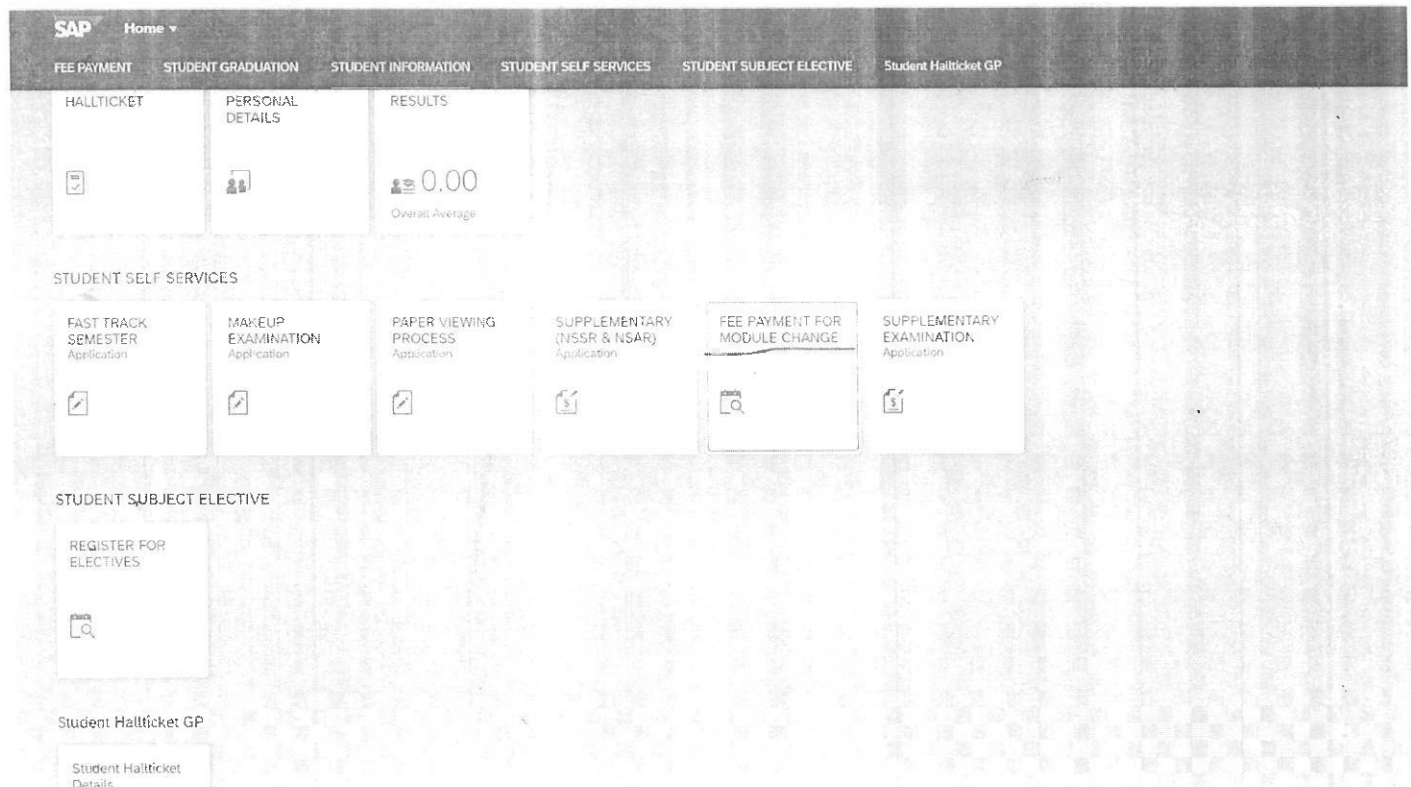 SAP Home
FEE PAYMENT STUDENT GRADUATION STUDENT INFORMATION STUDENT SELF SERVICES STUDENT SUBJECT ELECTIVE Student Hallticket GP
HALLTICKET
PERSONAL
DETAILS
RESULTS
0.00
Overall Average
STUDENT SELF SERVICES
FAST TRACK
SEMESTER
Application
MAKEUP
EXAMINATION
Application
PAPER VIEWING
PROCESS
Application
SUPPLEMENTARY
(NSSR & NSAR)
Application
FEE PAYMENT FOR
MODULE CHANGE
SUPPLEMENTARY
EXAMINATION
Application
STUDENT SUBJECT ELECTIVE
REGISTER FOR
ELECTIVES
Student Hallticket GP
Student Hallticket
Details